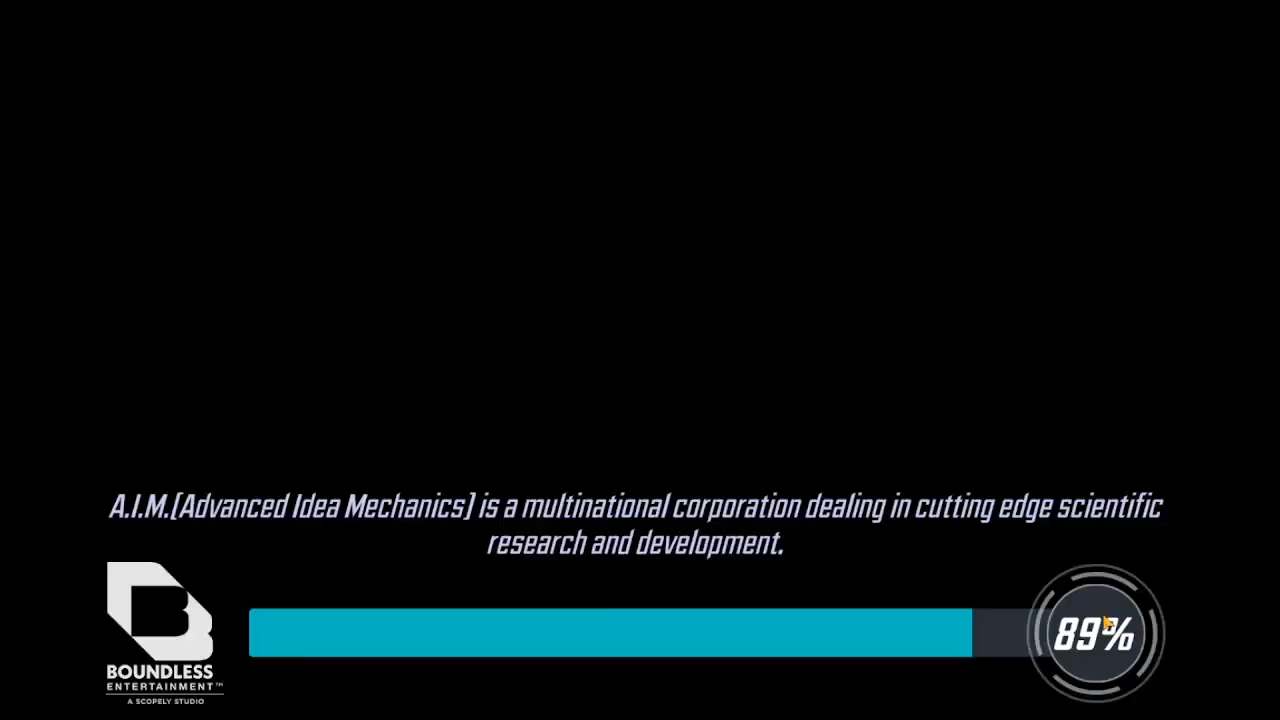 A.I.M.(Advanced Idea Mechanics) is a multinational corporation dealing in cutting edge scientific
research and development.
89%
BOUNDLESS
ENTERTAINMENT™
A SCOPELY STUDIO